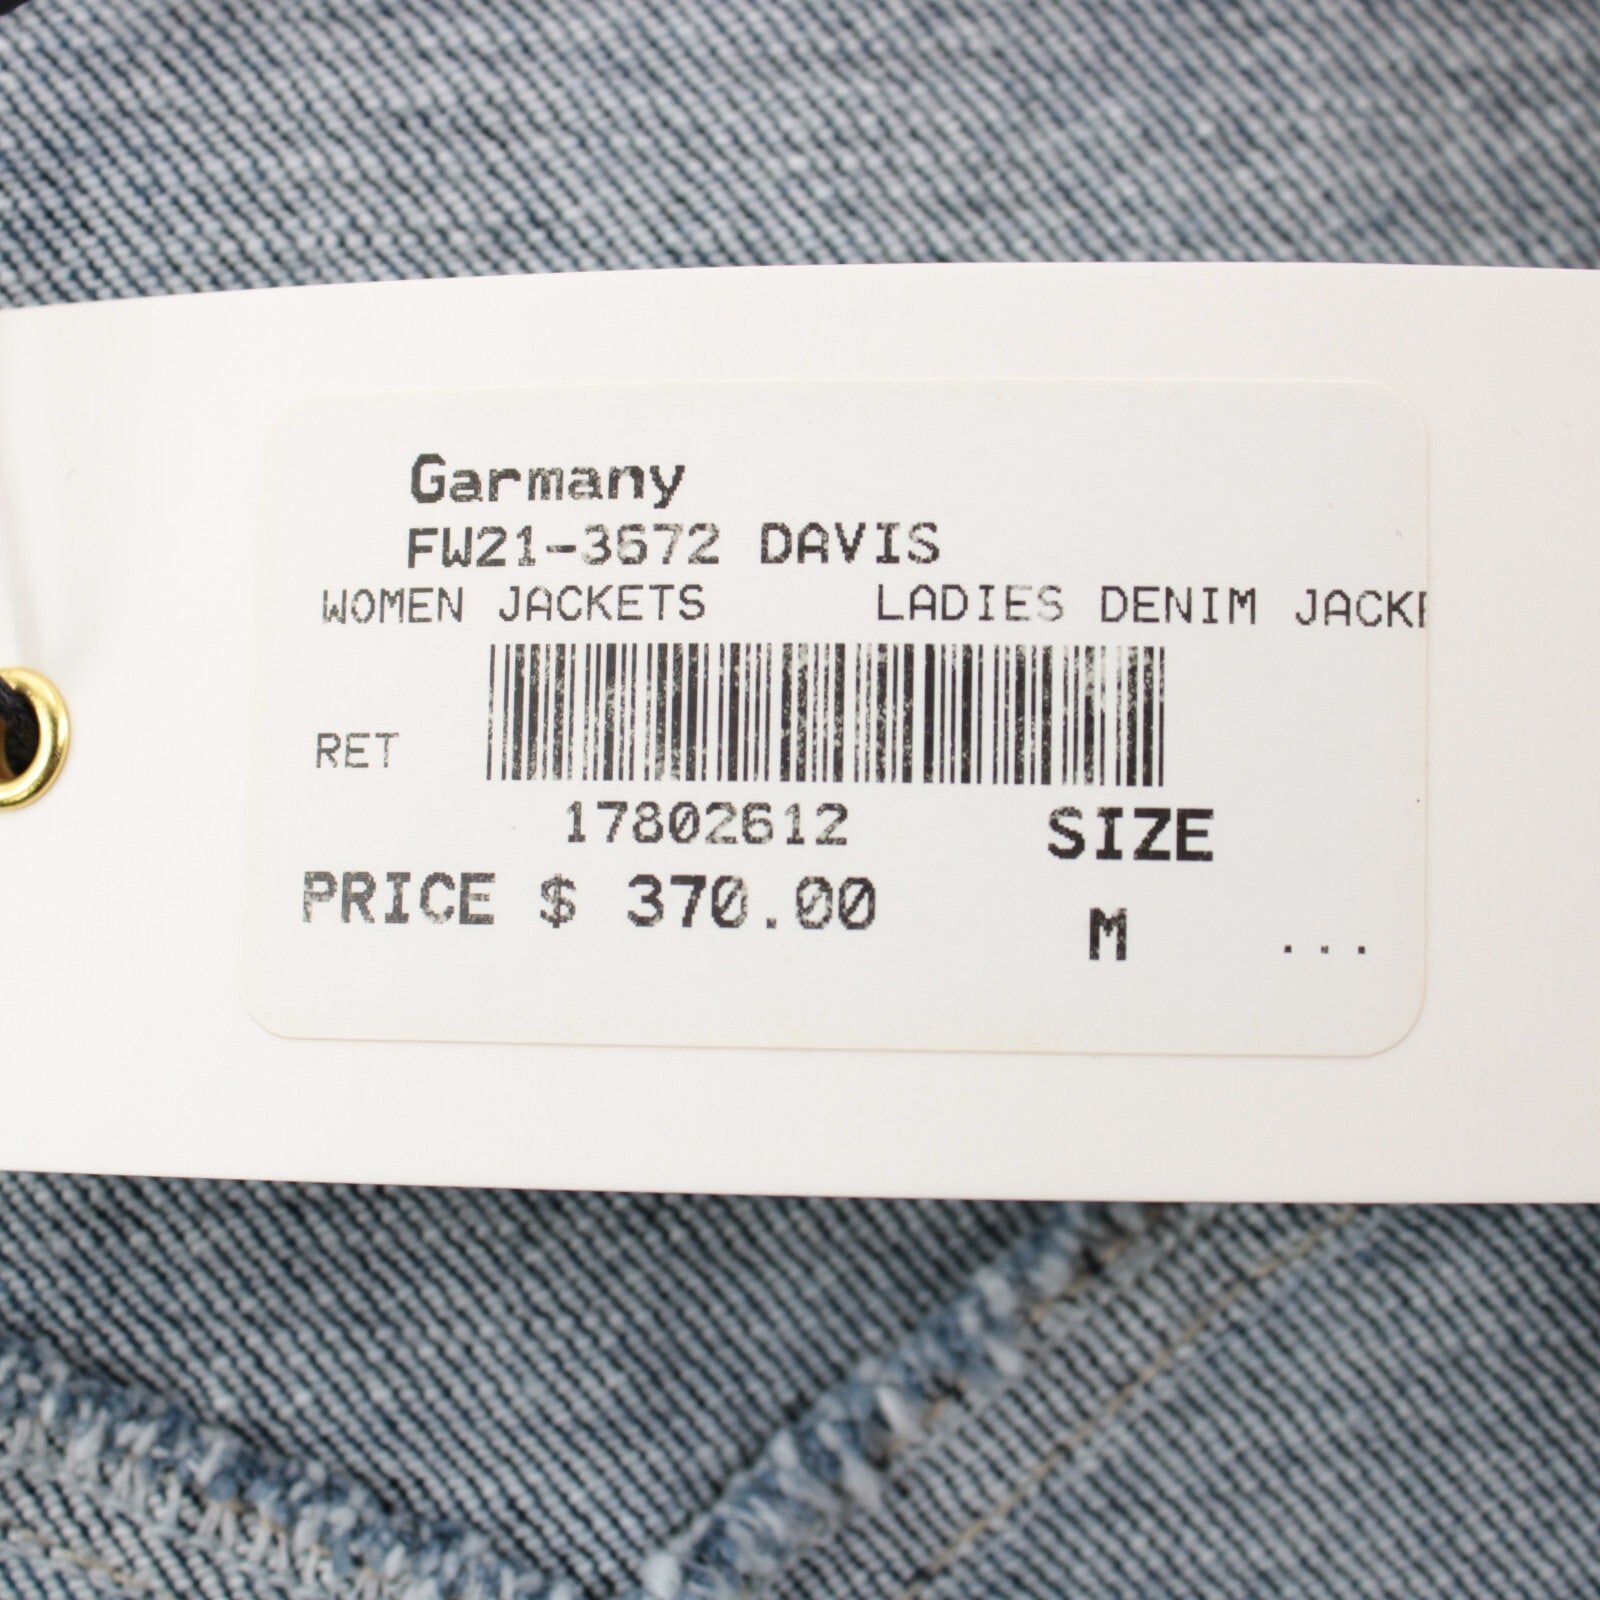 Garmany
FW21-3672 DAVIS
WOMEN JACKETS LADIES DENIM JACK
RET
17802612 SIZE
PRICE $ 370.00
M ...